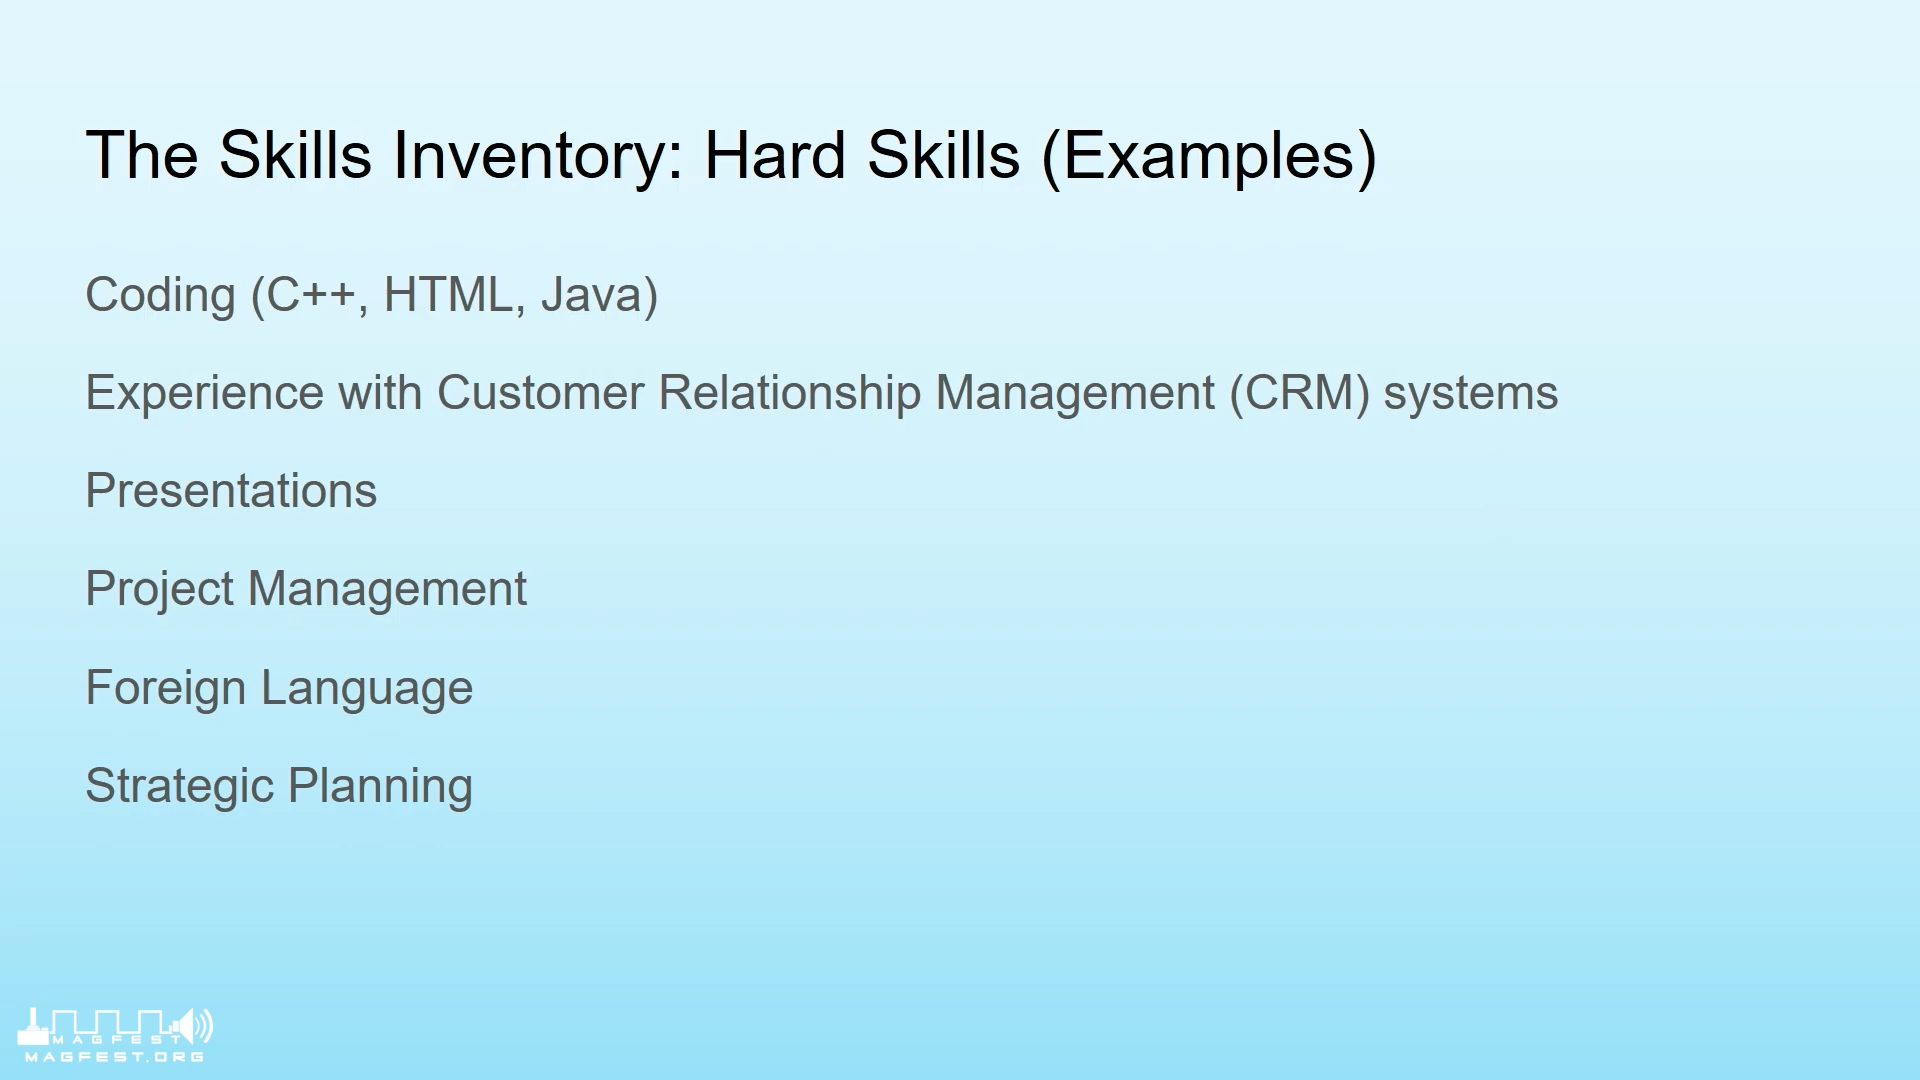 The Skills Inventory: Hard Skills (Examples)
Coding (C++, HTML, Java)
Experience with Customer Relationship Management (CRM) systems
Presentations
Project Management
Foreign Language
Strategic Planning
MAGFEST
MAGFEST.ORG